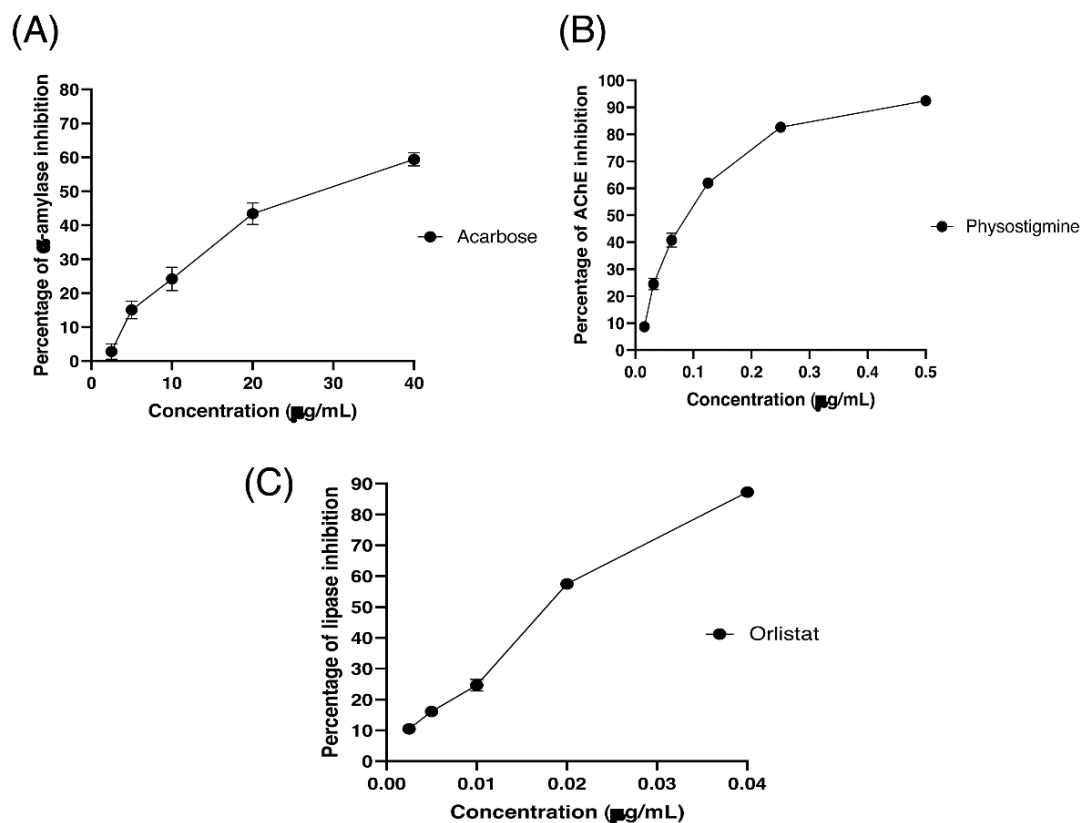 (A)
80
70
60
50
40
30
20
10
0
0 10 20 30 40
Percentage of α-amylase inhibition
Concentration (μg/mL)
Acarbose
(B)
100
90
80
70
60
50
40
30
20
10
0
0.0 0.1 0.2 0.3 0.4 0.5
Percentage of AChE inhibition
Concentration (μg/mL)
Physostigmine
(C)
90
80
70
60
50
40
30
20
10
0
0.00 0.01 0.02 0.03 0.04
Percentage of lipase inhibition
Concentration (μg/mL)
Orlistat